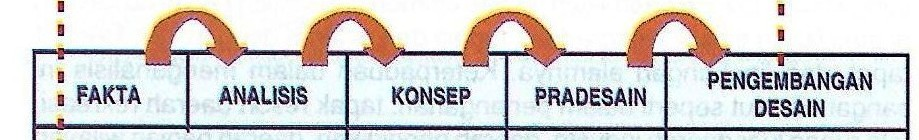 FAKTA
ANALISIS
KONSEP
PRADESAIN
PENGEMBANGAN
DESAIN